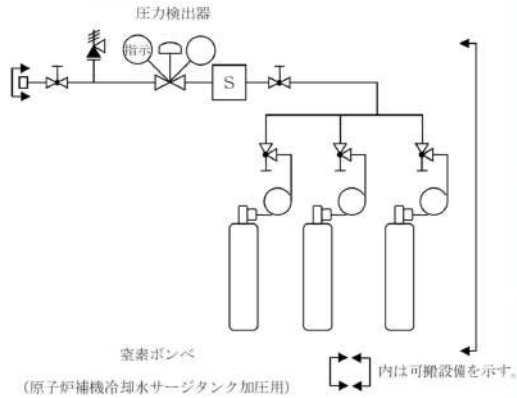 圧力検出器
指示
S
窒素ボンベ
(原子炉補機冷却水サージタンク加圧用)
内は可搬設備を示す。